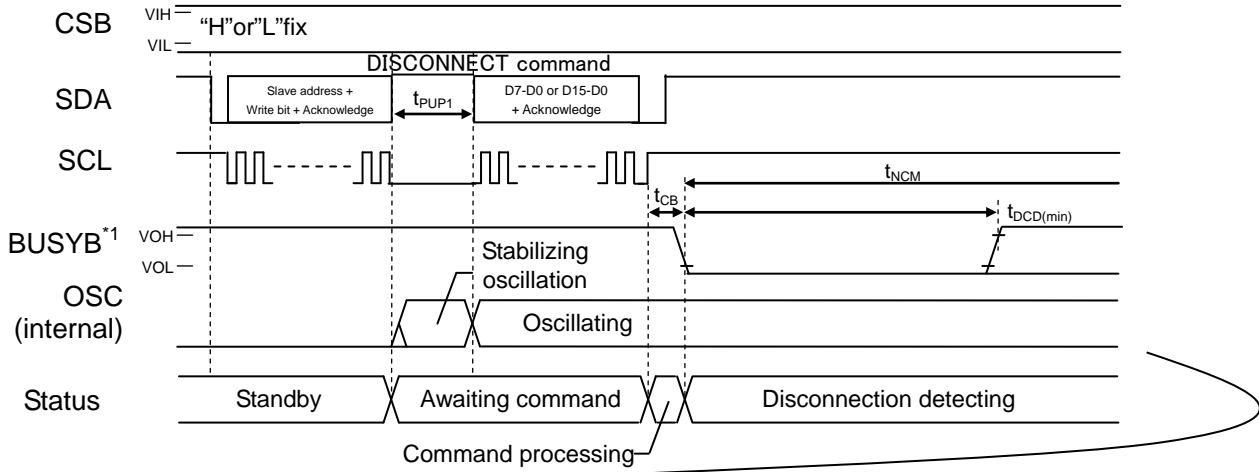 CSB
VIH
VIL
“H”or”L”fix
DISCONNECT command
SDA
Slave address +
Write bit + Acknowledge
tPUP1
D7-D0 or D15-D0
+ Acknowledge
SCL
tNCM
tCB
tDCD(min)
BUSYB*1
VOH
VOL
Stabilizing
oscillation
OSC
(internal)
Oscillating
Status
Standby
Awaiting command
Disconnection detecting
Command processing